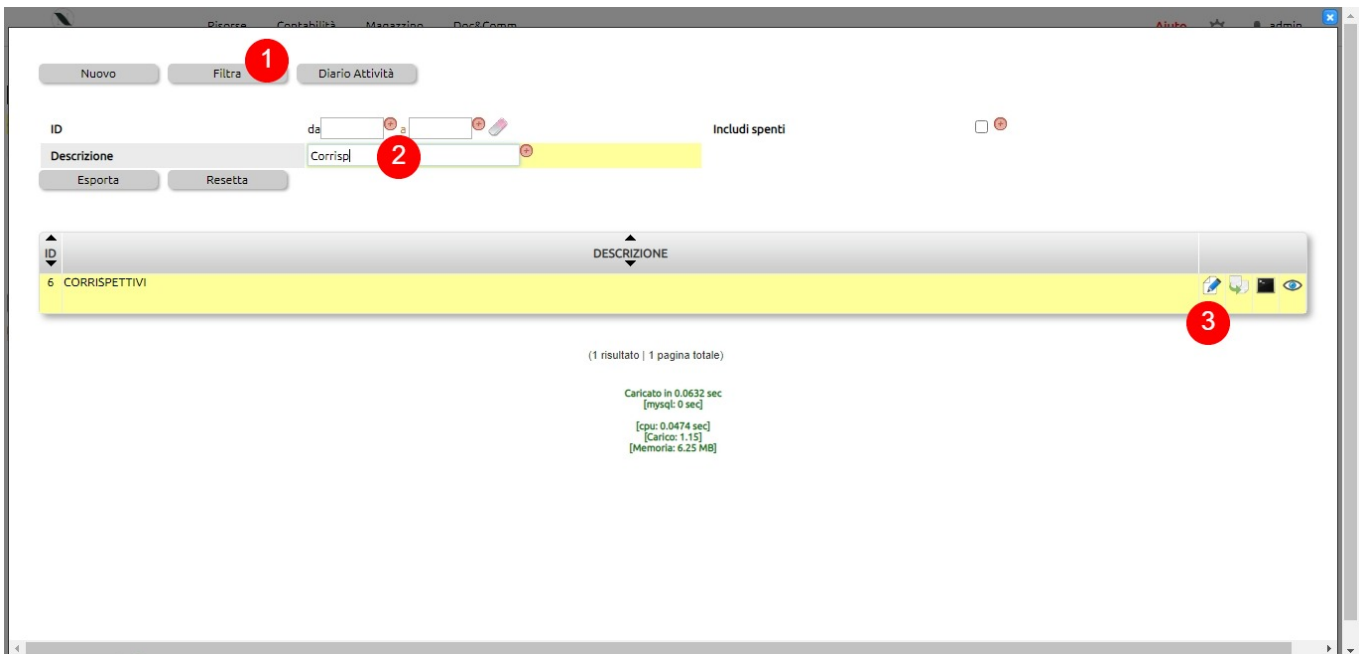 Risorse Contabilità Magazzino Doc&Comm Aiuto admin
1
Nuovo Filtra Diario Attività
ID da a Includi spenti
Descrizione Corrisp 2
Esporta Resetta
ID DESCRIZIONE
6 CORRISPETTIVI
3
(1 risultato | 1 pagina totale)
Caricato in 0.0632 sec
[mysql: 0 sec]
[cpu: 0.0474 sec]
[Carico: 1.15]
[Memoria: 6.25 MB]